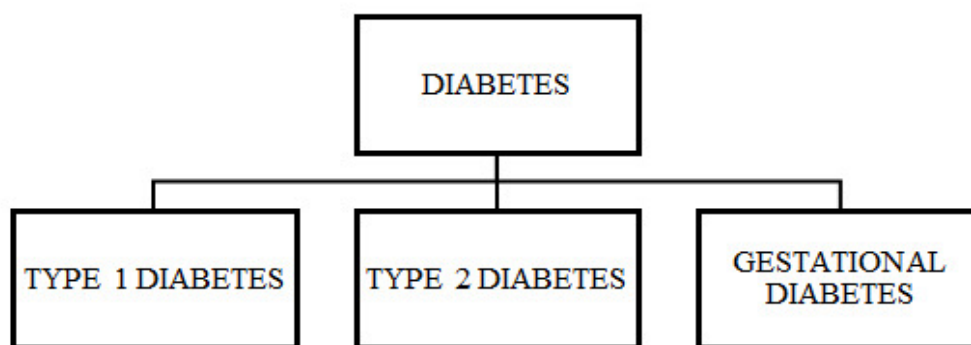 DIABETES
TYPE 1 DIABETES
TYPE 2 DIABETES
GESTATIONAL
DIABETES